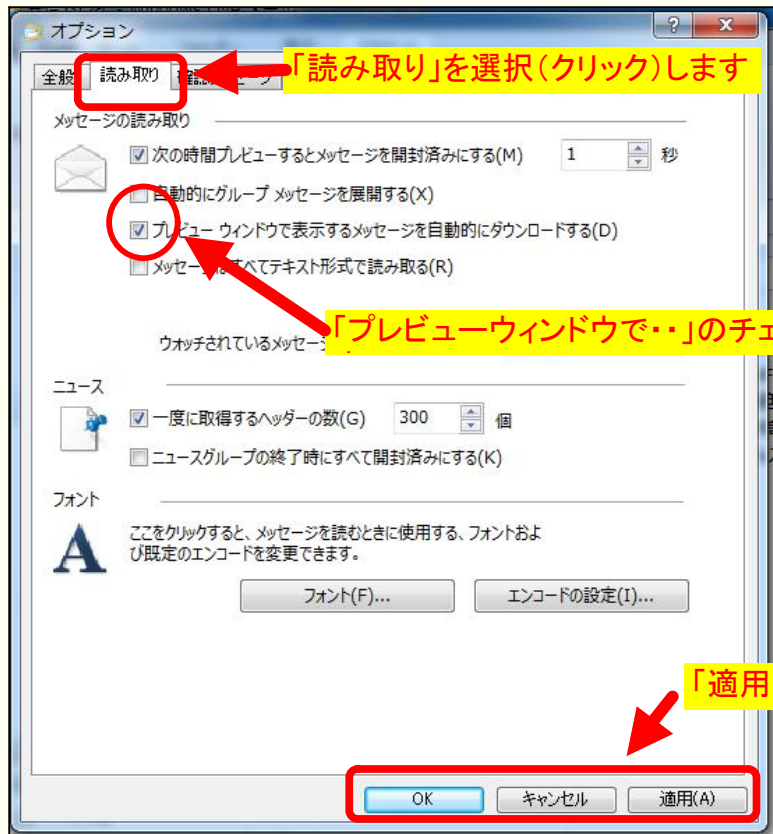 オプション
全般 読み取り
「読み取り」を選択(クリック)します
メッセージの読み取り
次の時間プレビューするとメッセージを開封済みにする(M) 1 秒
自動的にグループ メッセージを展開する(X)
プレビュー ウィンドウで表示するメッセージを自動的にダウンロードする(D)
メッセージはすべてテキスト形式で読み取る(R)
「プレビューウィンドウで・・」のチェ
ウォッチされているメッセー
ニュース
一度に取得するヘッダーの数(G) 300 個
ニュースグループの終了時にすべて開封済みにする(K)
フォント
A
ここをクリックすると、メッセージを読むときに使用する、フォントおよ
び既定のエンコードを変更できます。
フォント(F)... エンコードの設定(I)...
「適用
OK キャンセル 適用(A)